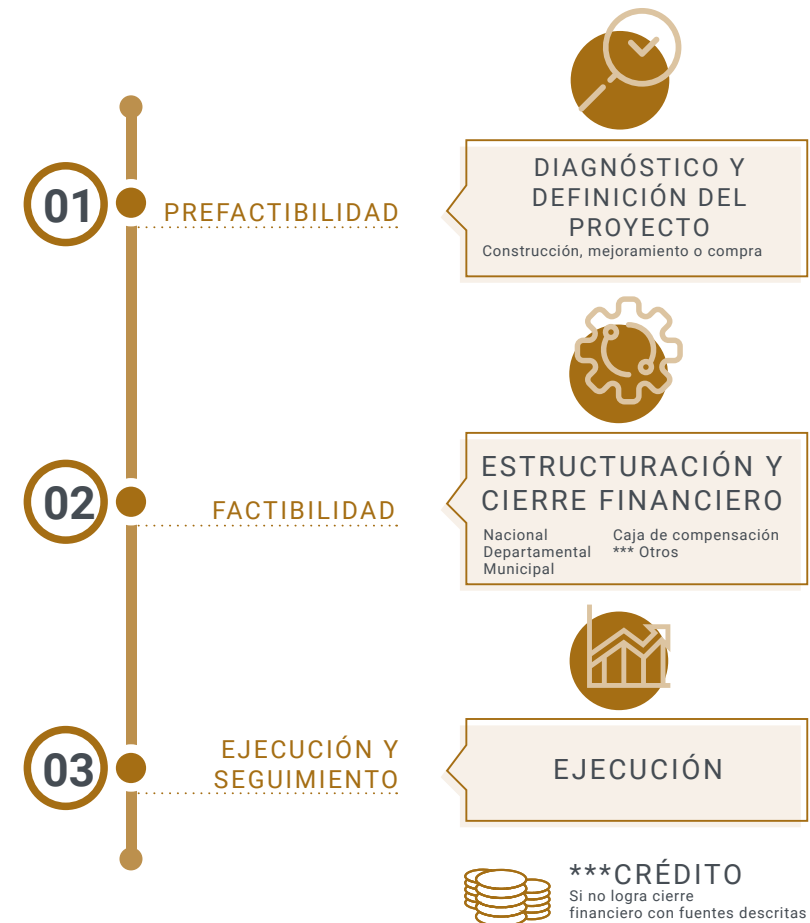 01
PREFACTIBILIDAD
DIAGNÓSTICO Y
DEFINICIÓN DEL
PROYECTO
Construcción, mejoramiento o compra
02
FACTIBILIDAD
ESTRUCTURACIÓN Y
CIERRE FINANCIERO
Nacional
Departamental
Municipal
Caja de compensación
*** Otros
03
EJECUCIÓN Y
SEGUIMIENTO
EJECUCIÓN
***CRÉDITO
Si no logra cierre
financiero con fuentes descritas